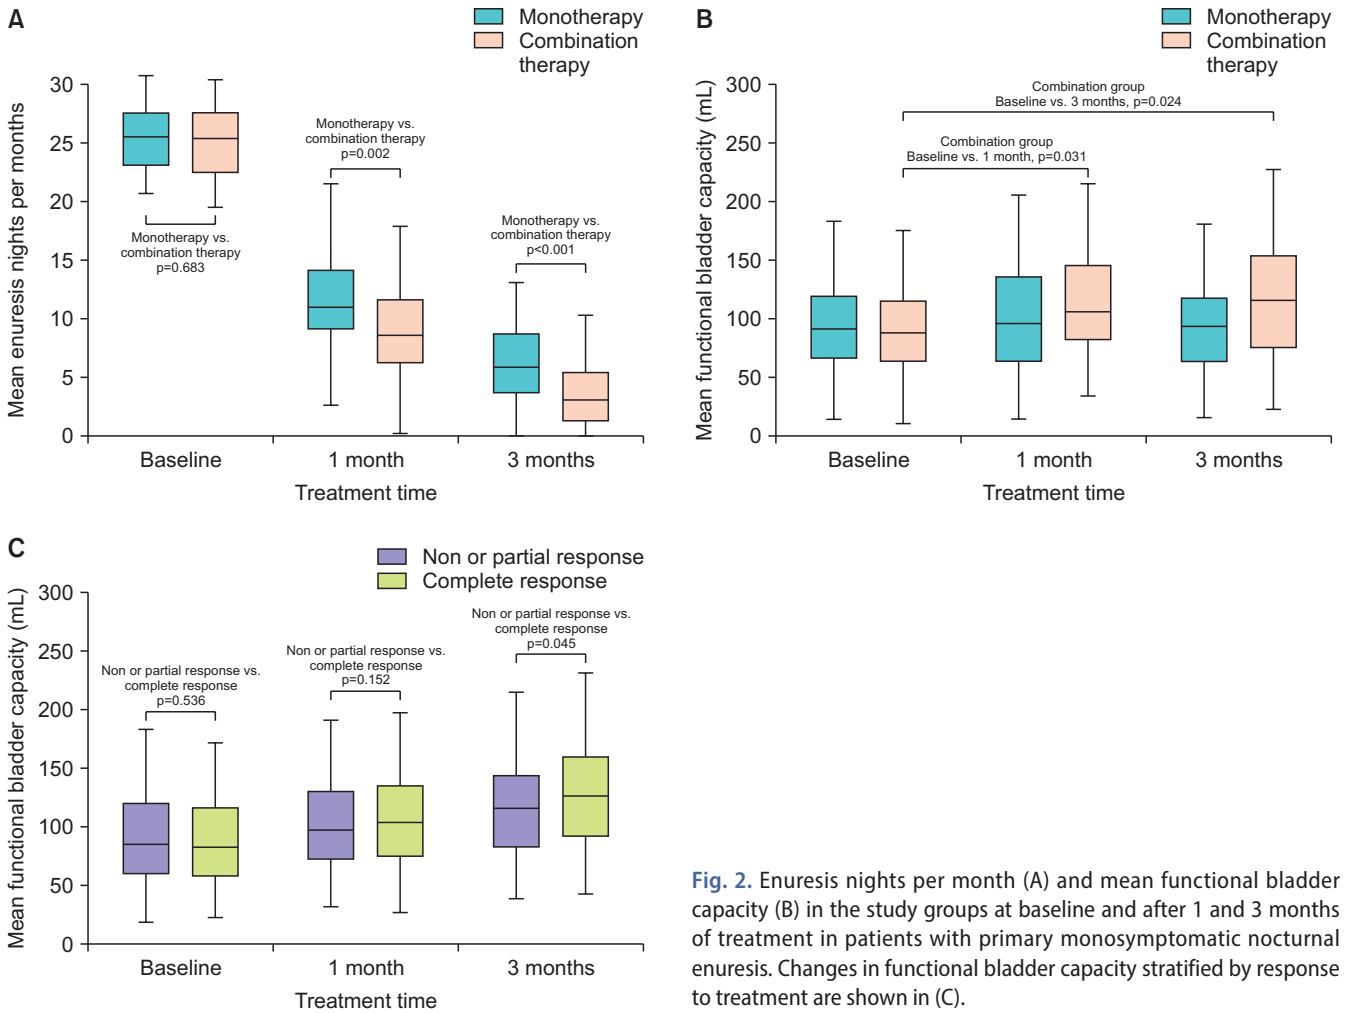 A
Monotherapy
Combination
therapy
Mean enuresis nights per months
30
25
20
15
10
5
0
Monotherapy vs.
combination therapy
p=0.683
Monotherapy vs.
combination therapy
p=0.002
Monotherapy vs.
combination therapy
p<0.001
Baseline
1 month
3 months
Treatment time
B
Monotherapy
Combination
therapy
Mean functional bladder capacity (mL)
300
250
200
150
100
50
0
Combination group
Baseline vs. 3 months, p=0.024
Combination group
Baseline vs. 1 month, p=0.031
Baseline
1 month
3 months
Treatment time
C
Non or partial response
Complete response
Mean functional bladder capacity (mL)
300
250
200
150
100
50
0
Non or partial response vs.
complete response
p=0.536
Non or partial response vs.
complete response
p=0.152
Non or partial response vs.
complete response
p=0.045
Baseline
1 month
3 months
Treatment time
Fig. 2. Enuresis nights per month (A) and mean functional bladder
capacity (B) in the study groups at baseline and after 1 and 3 months
of treatment in patients with primary monosymptomatic nocturnal
enuresis. Changes in functional bladder capacity stratified by response
to treatment are shown in (C).